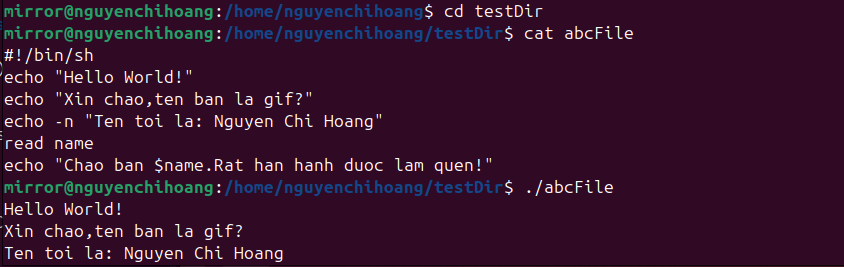 mirror@nguyenchihoang:/home/nguyenchihoang$ cd testDir
mirror@nguyenchihoang:/home/nguyenchihoang/testDir$ cat abcFile
#!/bin/sh
echo "Hello World!"
echo "Xin chao,ten ban la gif?"
echo -n "Ten toi la: Nguyen Chi Hoang"
read name
echo "Chao ban $name.Rat han hanh duoc lam quen!"
mirror@nguyenchihoang:/home/nguyenchihoang/testDir$ ./abcFile
Hello World!
Xin chao,ten ban la gif?
Ten toi la: Nguyen Chi Hoang